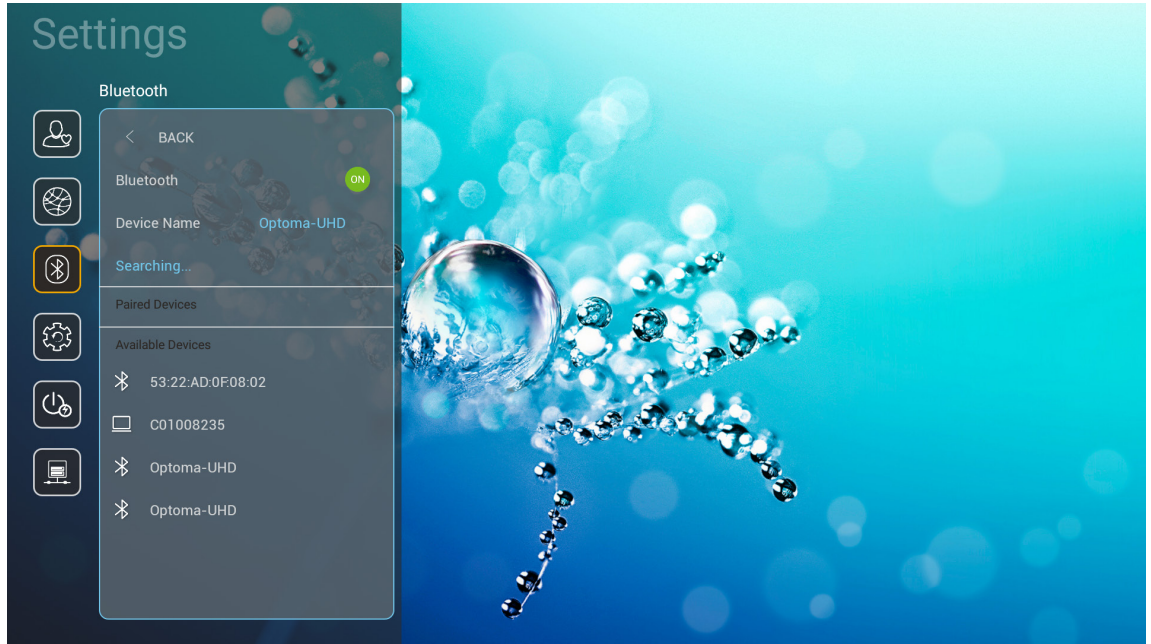 Settings
Bluetooth
BACK
Bluetooth ON
Device Name Optoma-UHD
Searching...
Paired Devices
Available Devices
53:22:AD:0F:08:02
C01008235
Optoma-UHD
Optoma-UHD